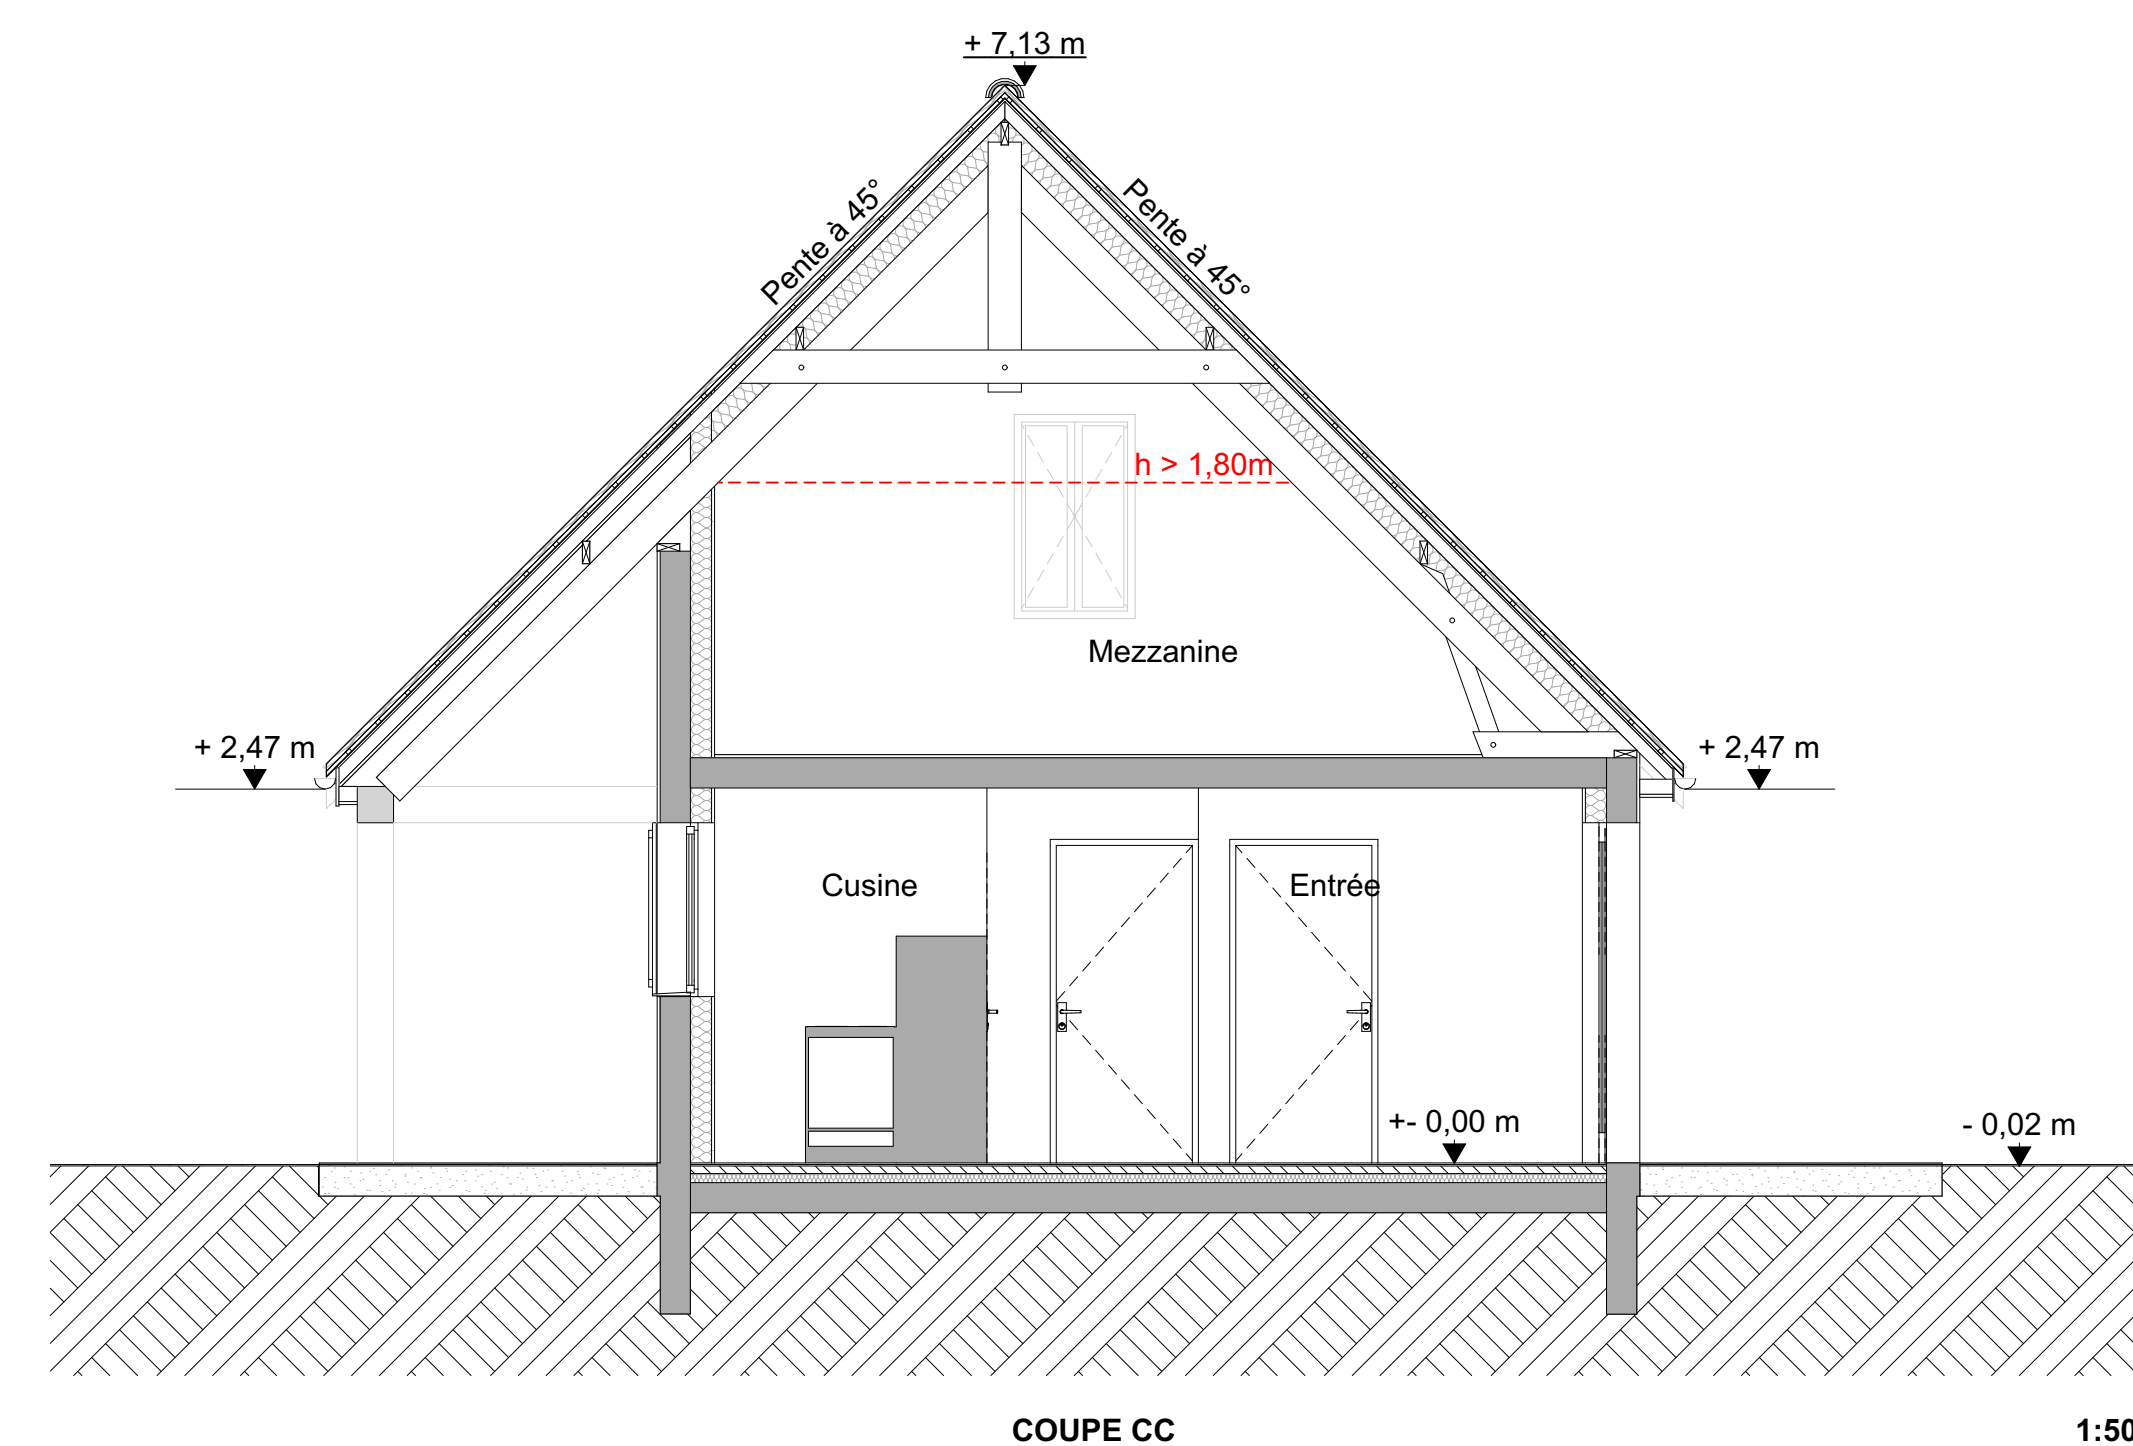 + 7,13 m
Pente à 45°
Pente à 45°
h > 1,80m
Mezzanine
+ 2,47 m
+ 2,47 m
Cusine
Entrée
+- 0,00 m
- 0,02 m
COUPE CC
1:50